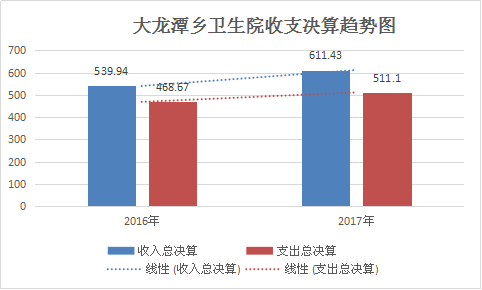 大龙潭乡卫生院收支决算趋势图
700
600
500
400
300
200
100
0
539.94
468.67
611.43
511.1
2016年
2017年
收入总决算
支出总决算
线性 (收入总决算)
线性 (支出总决算)